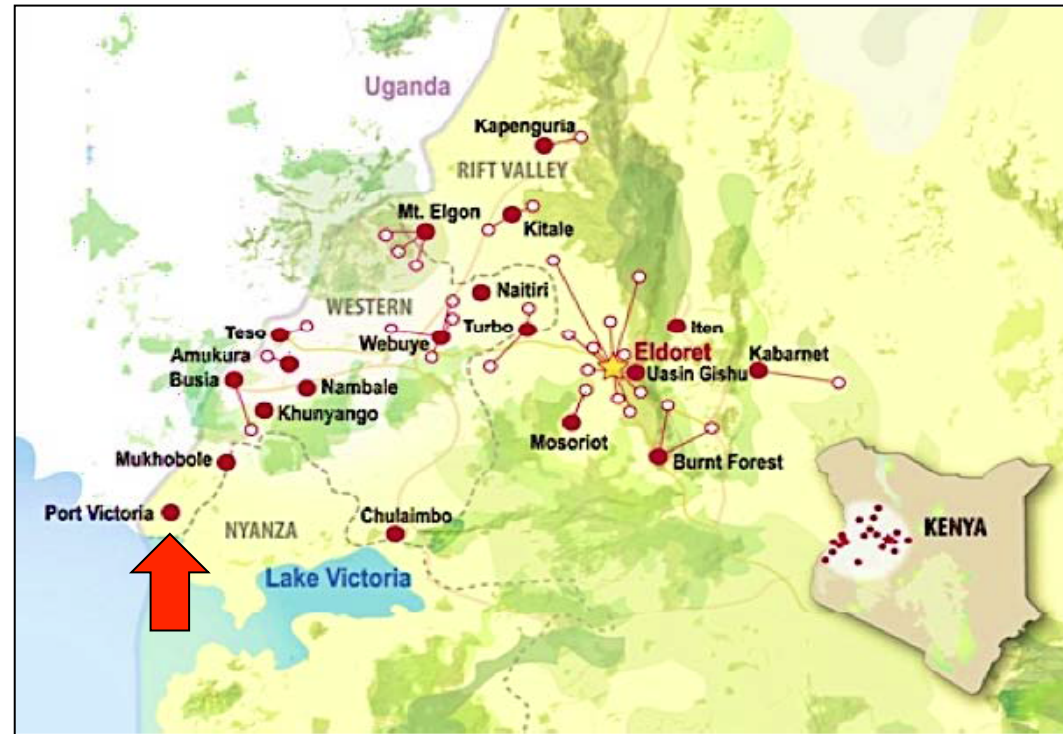 Uganda
Kapenguria
RIFT VALLEY
Mt. Elgon
Kitale
Naitiri
WESTERN
Teso
Webuye
Turbo
Iten
Amukura
Eldoret
Kabarnet
Busia
Uasin Gishu
Nambale
Khunyango
Mosoriot
Mukhobole
Burnt Forest
Port Victoria
Chulaimbo
NYANZA
KENYA
Lake Victoria